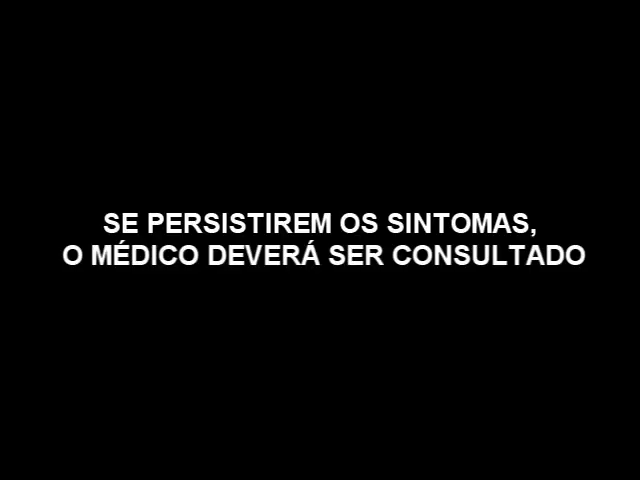 SE PERSISTIREM OS SINTOMAS,
O MÉDICO DEVERÁ SER CONSULTADO